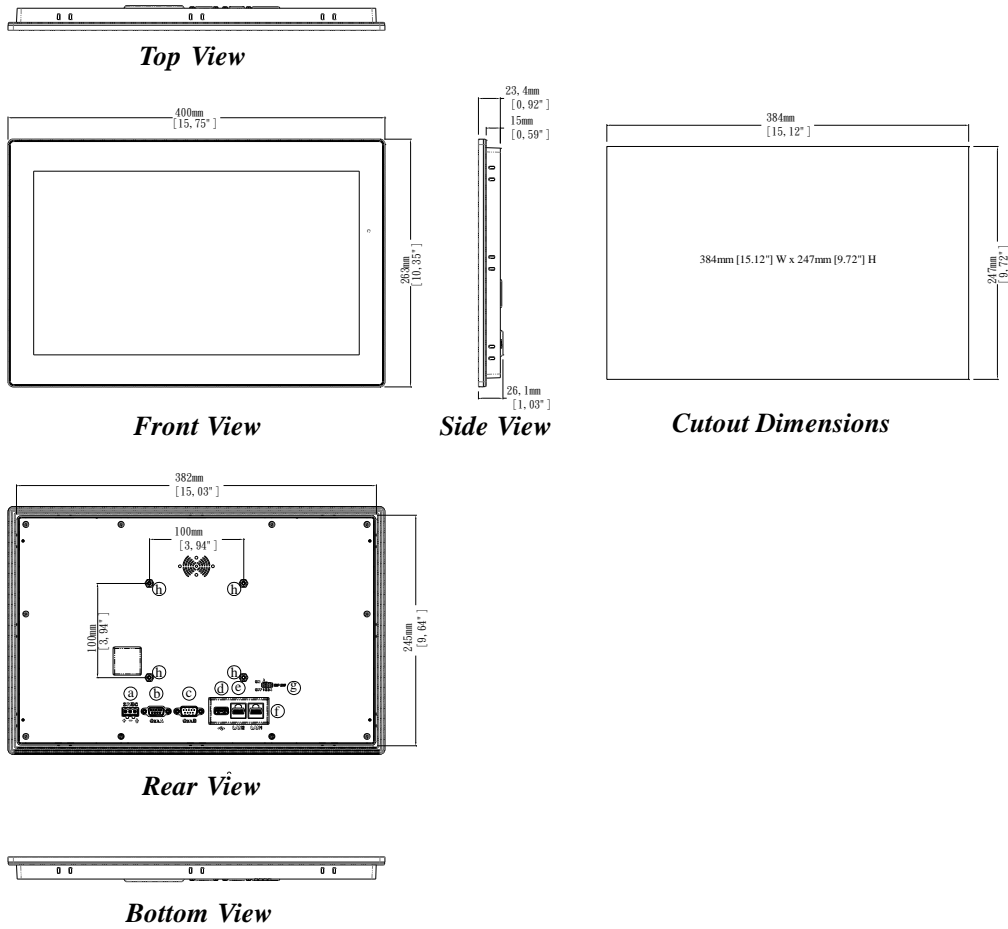 Top View
400mm
[15,75"]
263mm
[10,35"]
Front View
23,4mm
[0,92"]
15mm
[0,59"]
26,1mm
[1,03"]
Side View
384mm
[15,12"]
384mm [15.12"] W x 247mm [9.72"] H
247mm
[9,72"]
Cutout Dimensions
382mm
[15,03"]
100mm
[3,94"]
h
h
100mm
[3,94"]
245mm
[9,64"]
h
h
a
b
c
d
e
g
f
Rear View
Bottom View